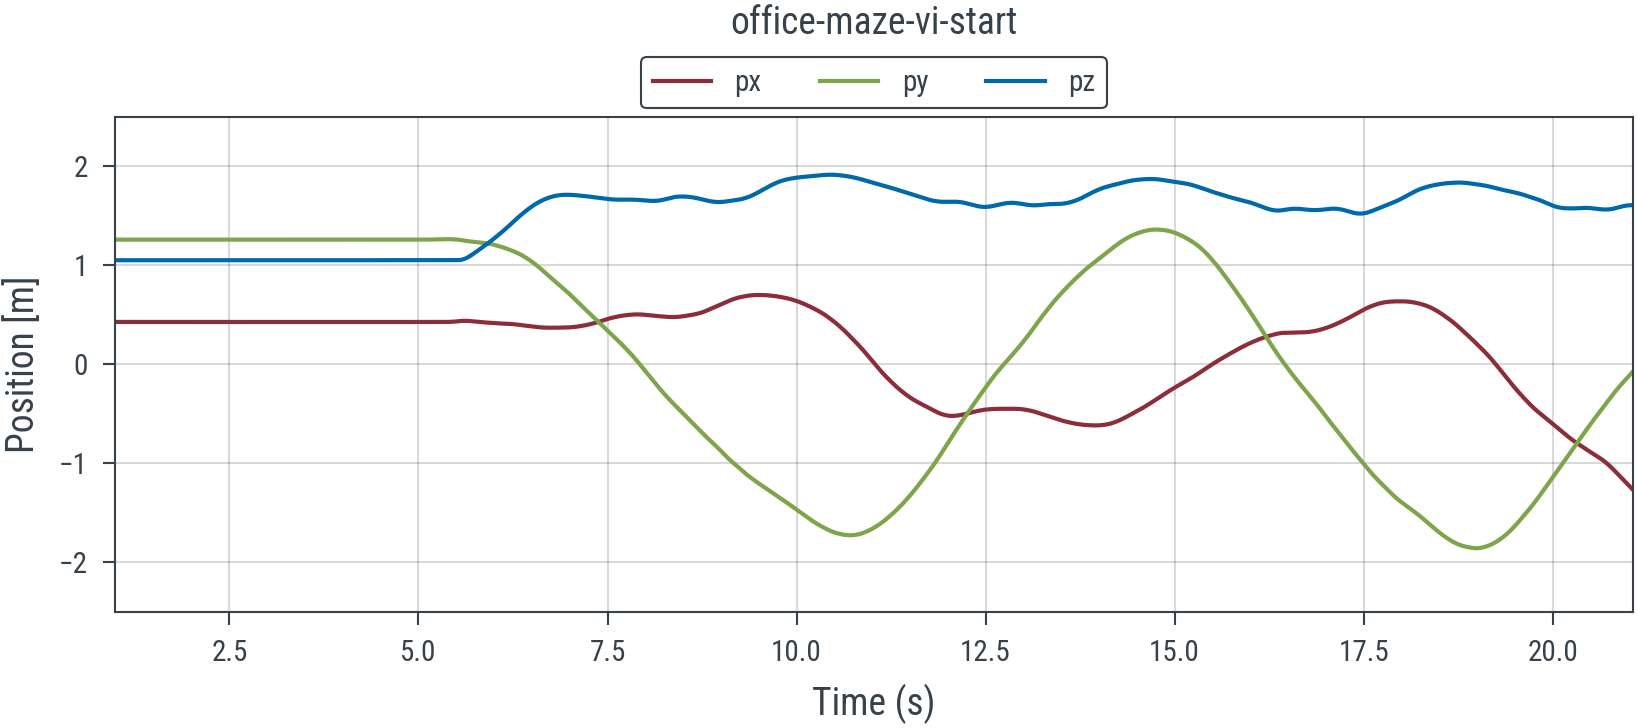 office-maze-vi-start
px py pz
Position [m]
2
1
0
−1
−2
2.5 5.0 7.5 10.0 12.5 15.0 17.5 20.0
Time (s)